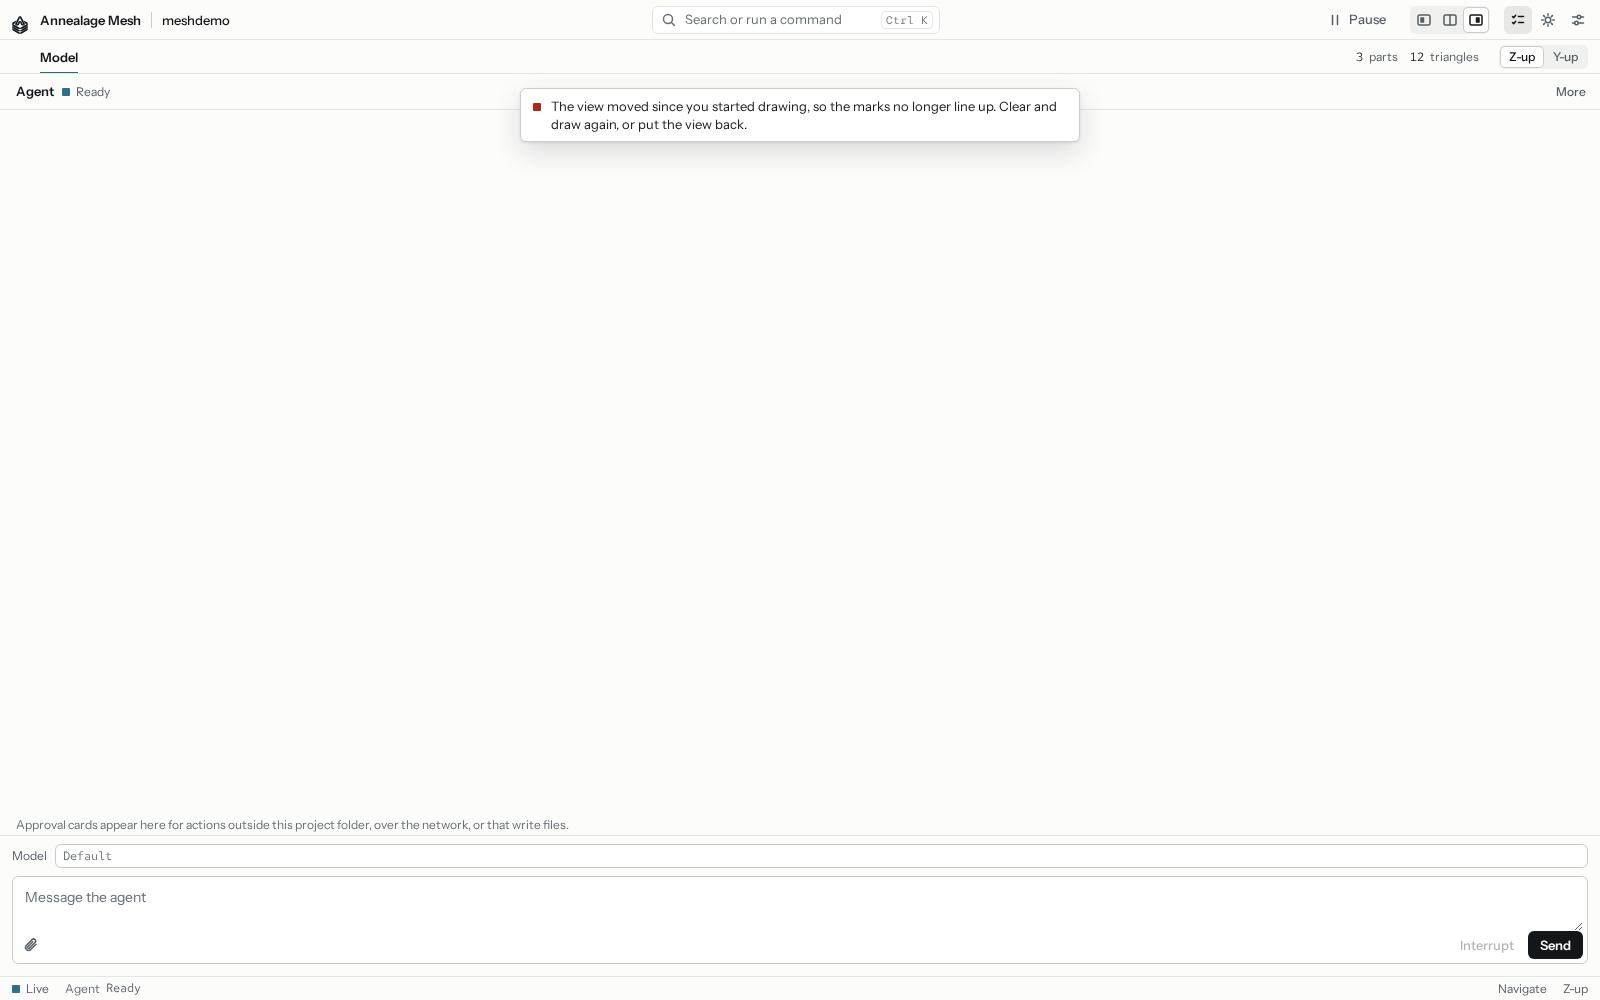 Annealage Mesh
meshdemo
Search or run a command
Ctrl K
Pause
Model
3 parts
12 triangles
Z-up
Y-up
Agent
Ready
More
The view moved since you started drawing, so the marks no longer line up. Clear and
draw again, or put the view back.
Approval cards appear here for actions outside this project folder, over the network, or that write files.
Model
Default
Message the agent
Interrupt
Send
Live
Agent Ready
Navigate
Z-up